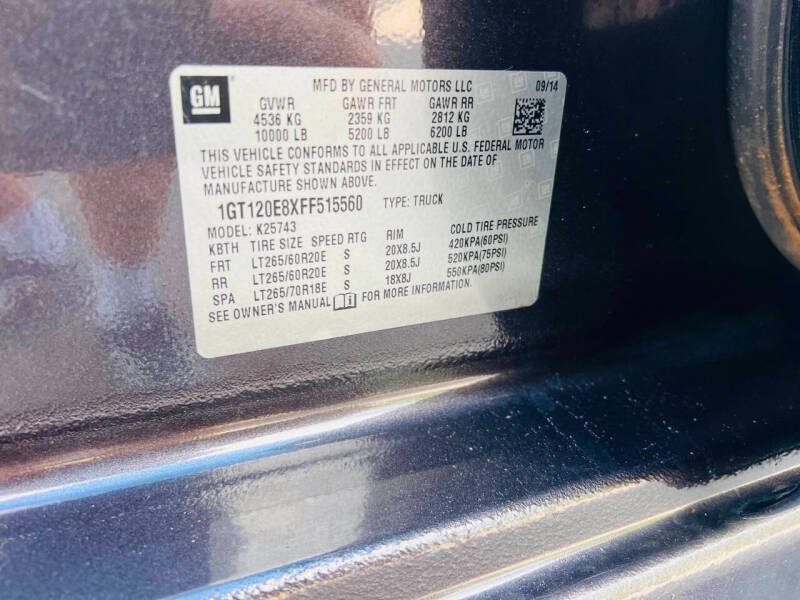 GM
MFD BY GENERAL MOTORS LLC 09/14
GVWR GAWR FRT GAWR RR
4536 KG 2359 KG 2812 KG
10000 LB 5200 LB 6200 LB
THIS VEHICLE CONFORMS TO ALL APPLICABLE U.S. FEDERAL MOTOR
VEHICLE SAFETY STANDARDS IN EFFECT ON THE DATE OF
MANUFACTURE SHOWN ABOVE.
1GT120E8XFF515560 TYPE: TRUCK
MODEL: K25743
KBTH TIRE SIZE SPEED RTG RIM COLD TIRE PRESSURE
FRT LT265/60R20E S 20X8.5J 420KPA(60PSI)
RR LT265/60R20E S 20X8.5J 520KPA(75PSI)
SPA LT265/70R18E S 18X8J 550KPA(80PSI)
SEE OWNER'S MANUAL i FOR MORE INFORMATION.